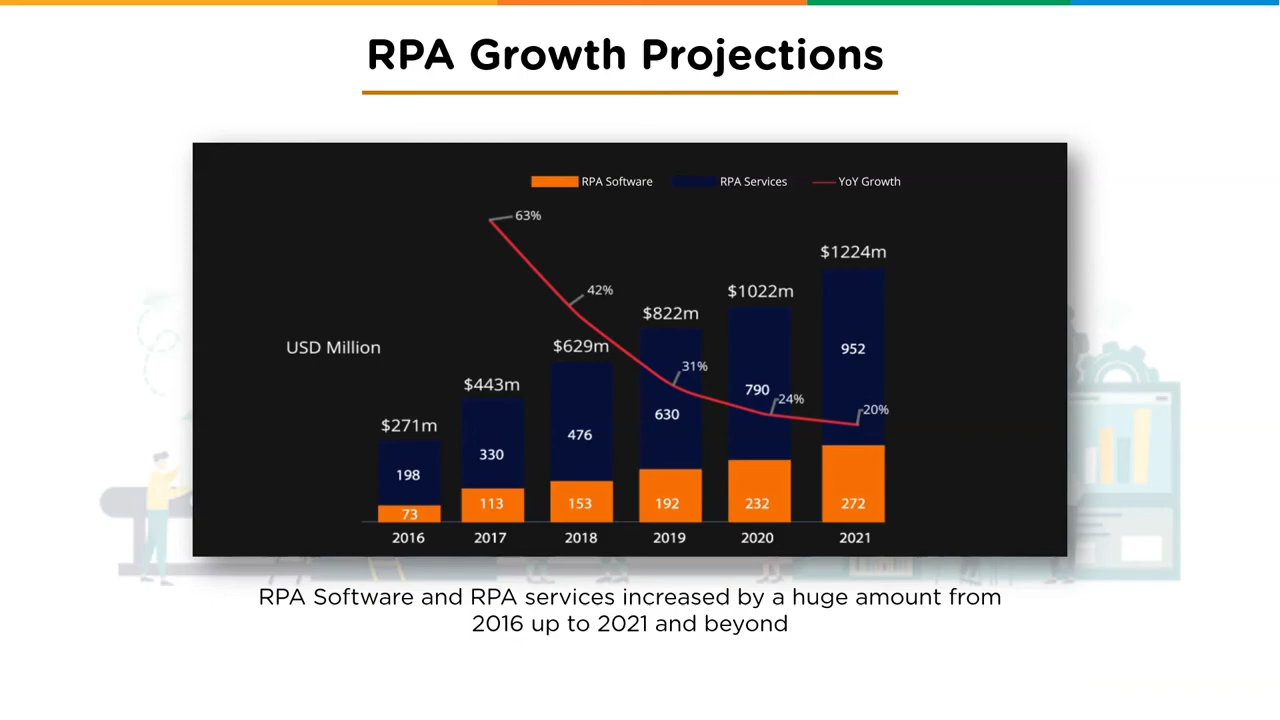 RPA Growth Projections
RPA Software
RPA Services
YoY Growth
63%
42%
31%
24%
20%
USD Million
$271m
$443m
$629m
$822m
$1022m
$1224m
198
330
476
630
790
952
73
113
153
192
232
272
2016
2017
2018
2019
2020
2021
RPA Software and RPA services increased by a huge amount from
2016 up to 2021 and beyond